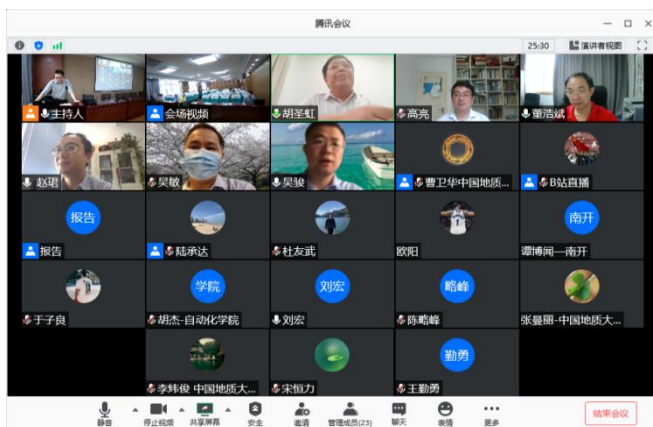 腾讯会议
25:30 演讲者视图
主持人
会场视频
胡圣虹
高亮
董浩斌
赵珺
吴敏
吴骏
曹卫华中国地质...
B站直播
报告
报告
陆承达
杜友武
欧阳
南开
谭博闻—南开
于子良
学院
胡杰-自动化学院
刘宏
刘宏
略峰
陈略峰
张曼丽-中国地质大...
李炜俊 中国地质大...
宋恒力
勤勇
王勤勇
静音
停止视频
共享屏幕
安全
邀请
管理成员(23)
聊天
表情
更多
结束会议